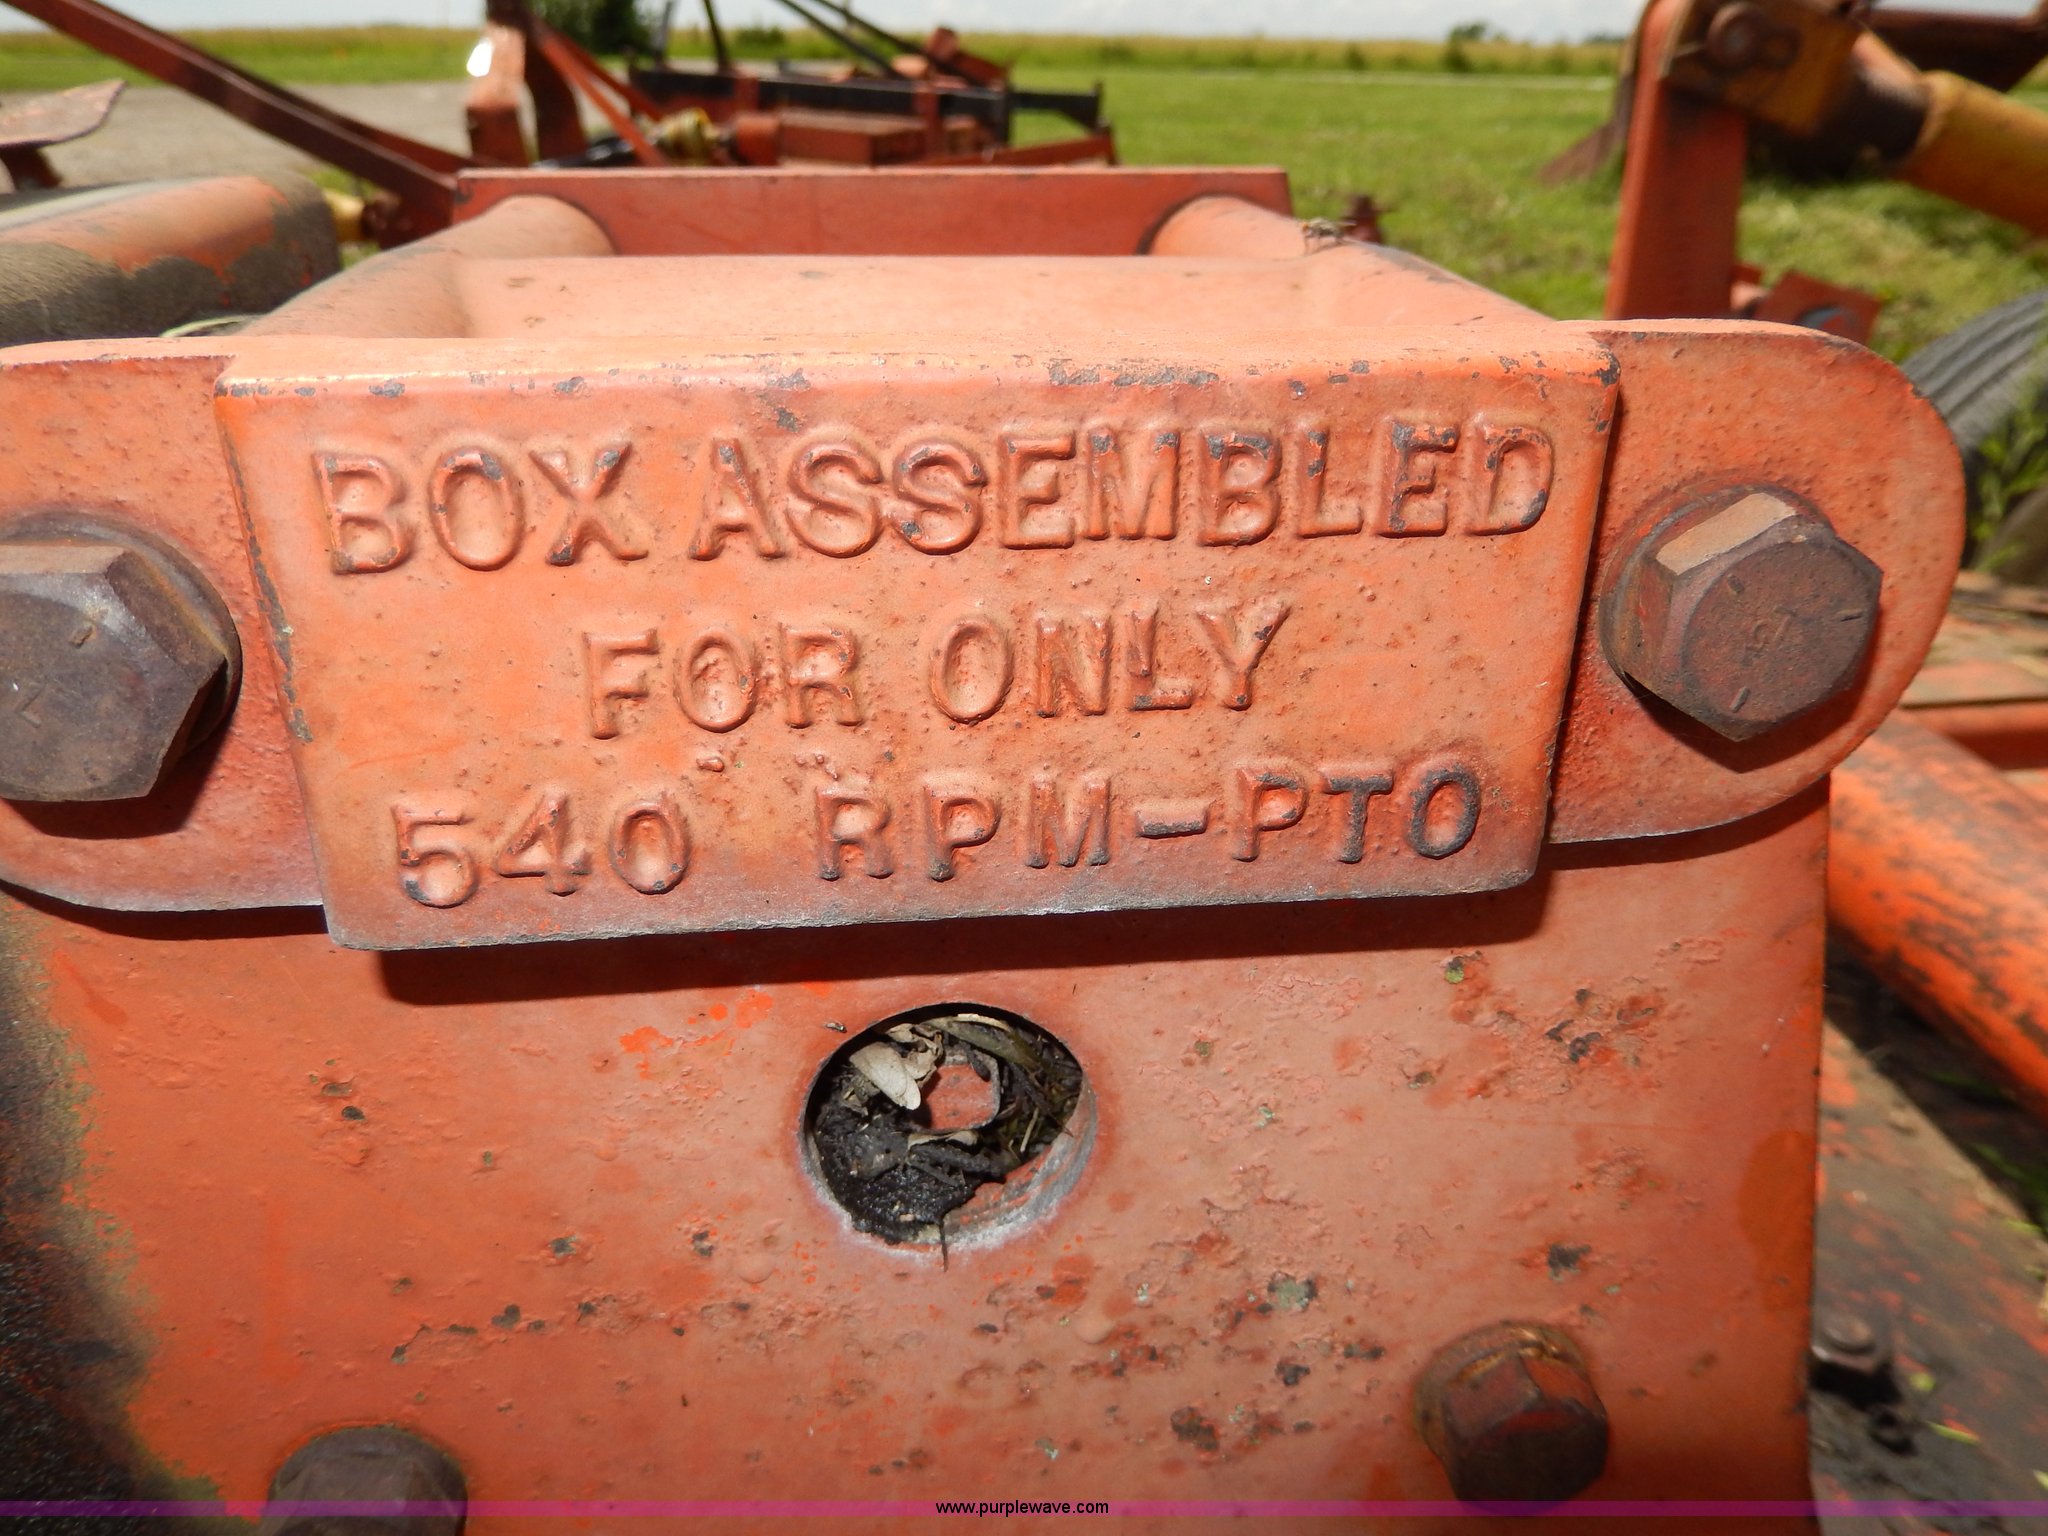 BOX ASSEMBLED
FOR ONLY
540 RPM-PTO
www.purplewave.com